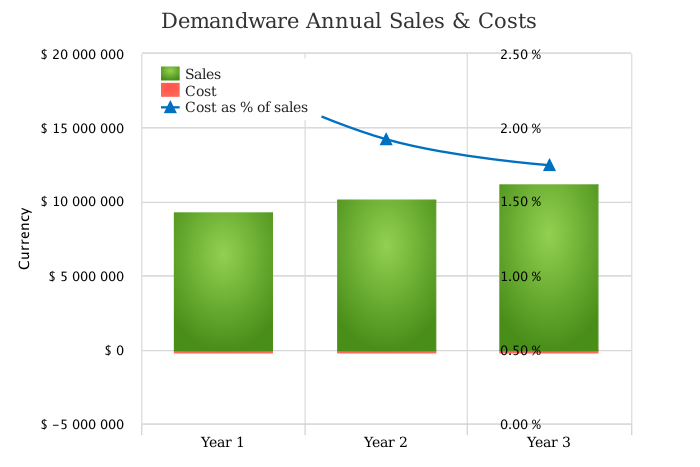 Demandware Annual Sales & Costs
$ 20 000 000
2.50 %
Sales
Cost
Cost as % of sales
$ 15 000 000
2.00 %
$ 10 000 000
1.50 %
Currency
$ 5 000 000
1.00 %
$ 0
0.50 %
$ −5 000 000
0.00 %
Year 1
Year 2
Year 3